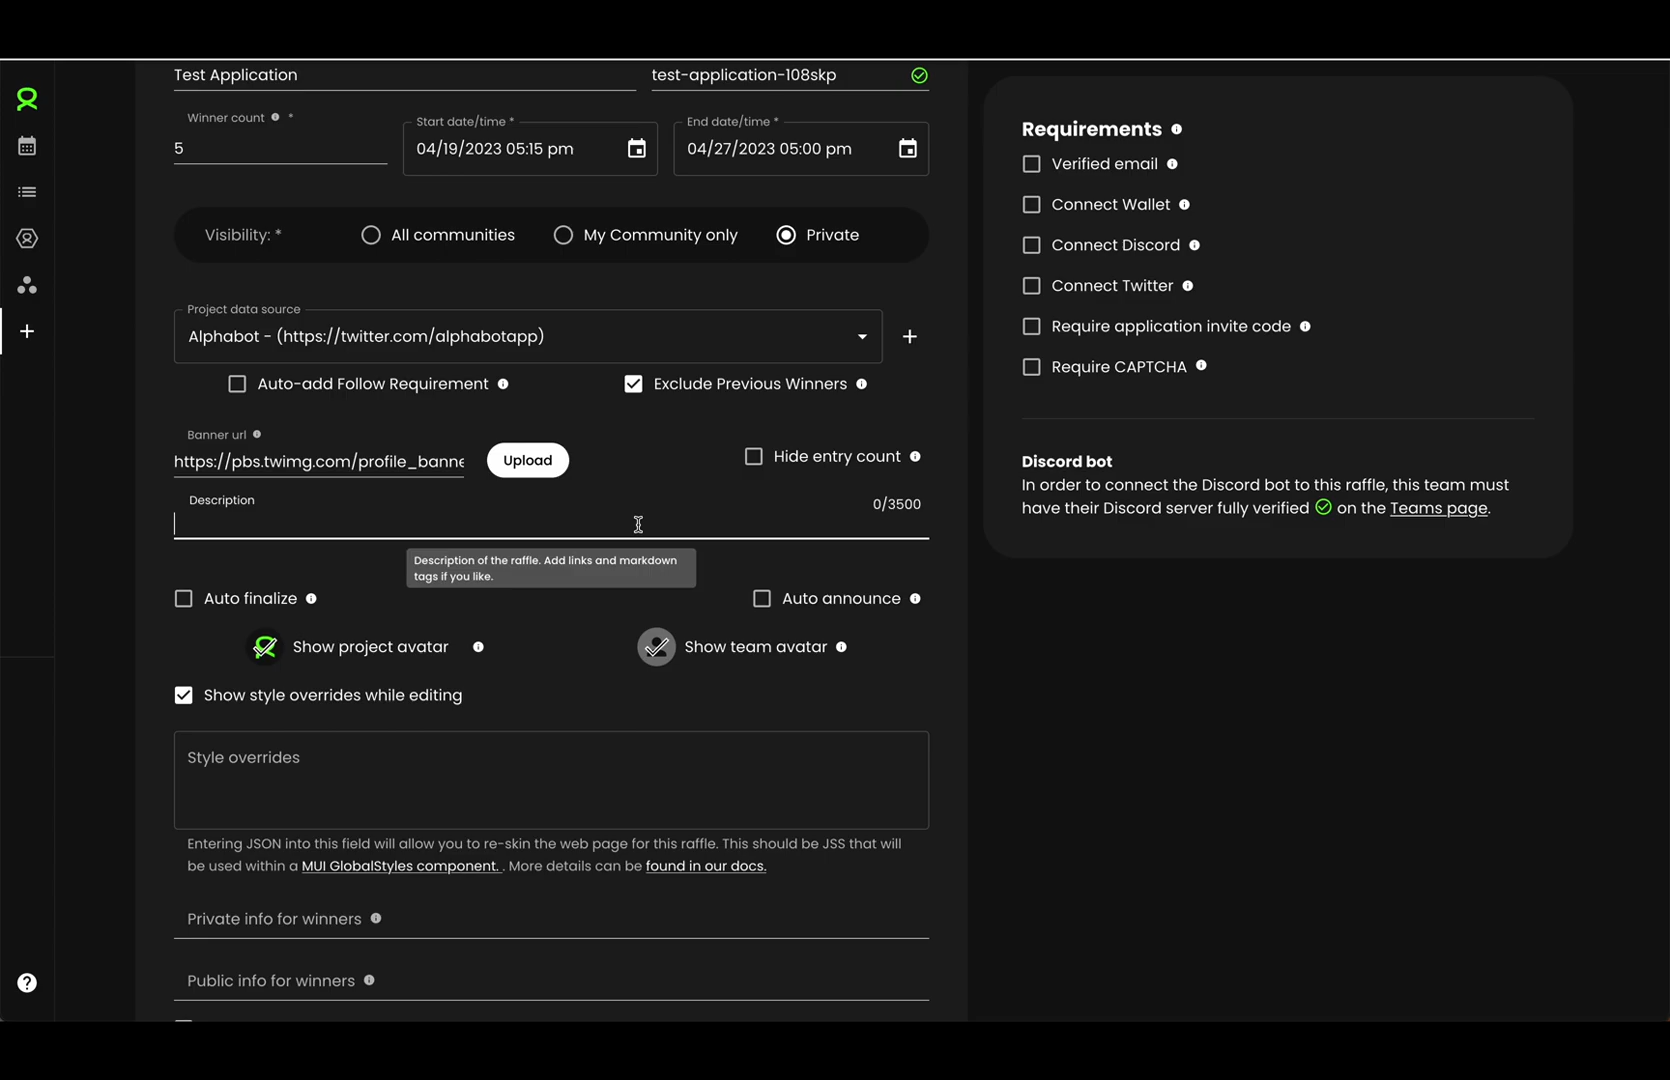 Test Application
test-application-108skp
Winner count *
5
Start date/time *
04/19/2023 05:15 pm
End date/time *
04/27/2023 05:00 pm
Visibility: *
All communities
My Community only
Private
Project data source
Alphabot - (https://twitter.com/alphabotapp)
Auto-add Follow Requirement
Exclude Previous Winners
Banner url
https://pbs.twimg.com/profile_banne
Upload
Hide entry count
Description
0/3500
Description of the raffle. Add links and markdown
tags if you like.
Auto finalize
Auto announce
Show project avatar
Show team avatar
Show style overrides while editing
Style overrides
Entering JSON into this field will allow you to re-skin the web page for this raffle. This should be JSS that will
be used within a MUI GlobalStyles component. . More details can be found in our docs.
Private info for winners
Public info for winners
Requirements
Verified email
Connect Wallet
Connect Discord
Connect Twitter
Require application invite code
Require CAPTCHA
Discord bot
In order to connect the Discord bot to this raffle, this team must
have their Discord server fully verified on the Teams page.